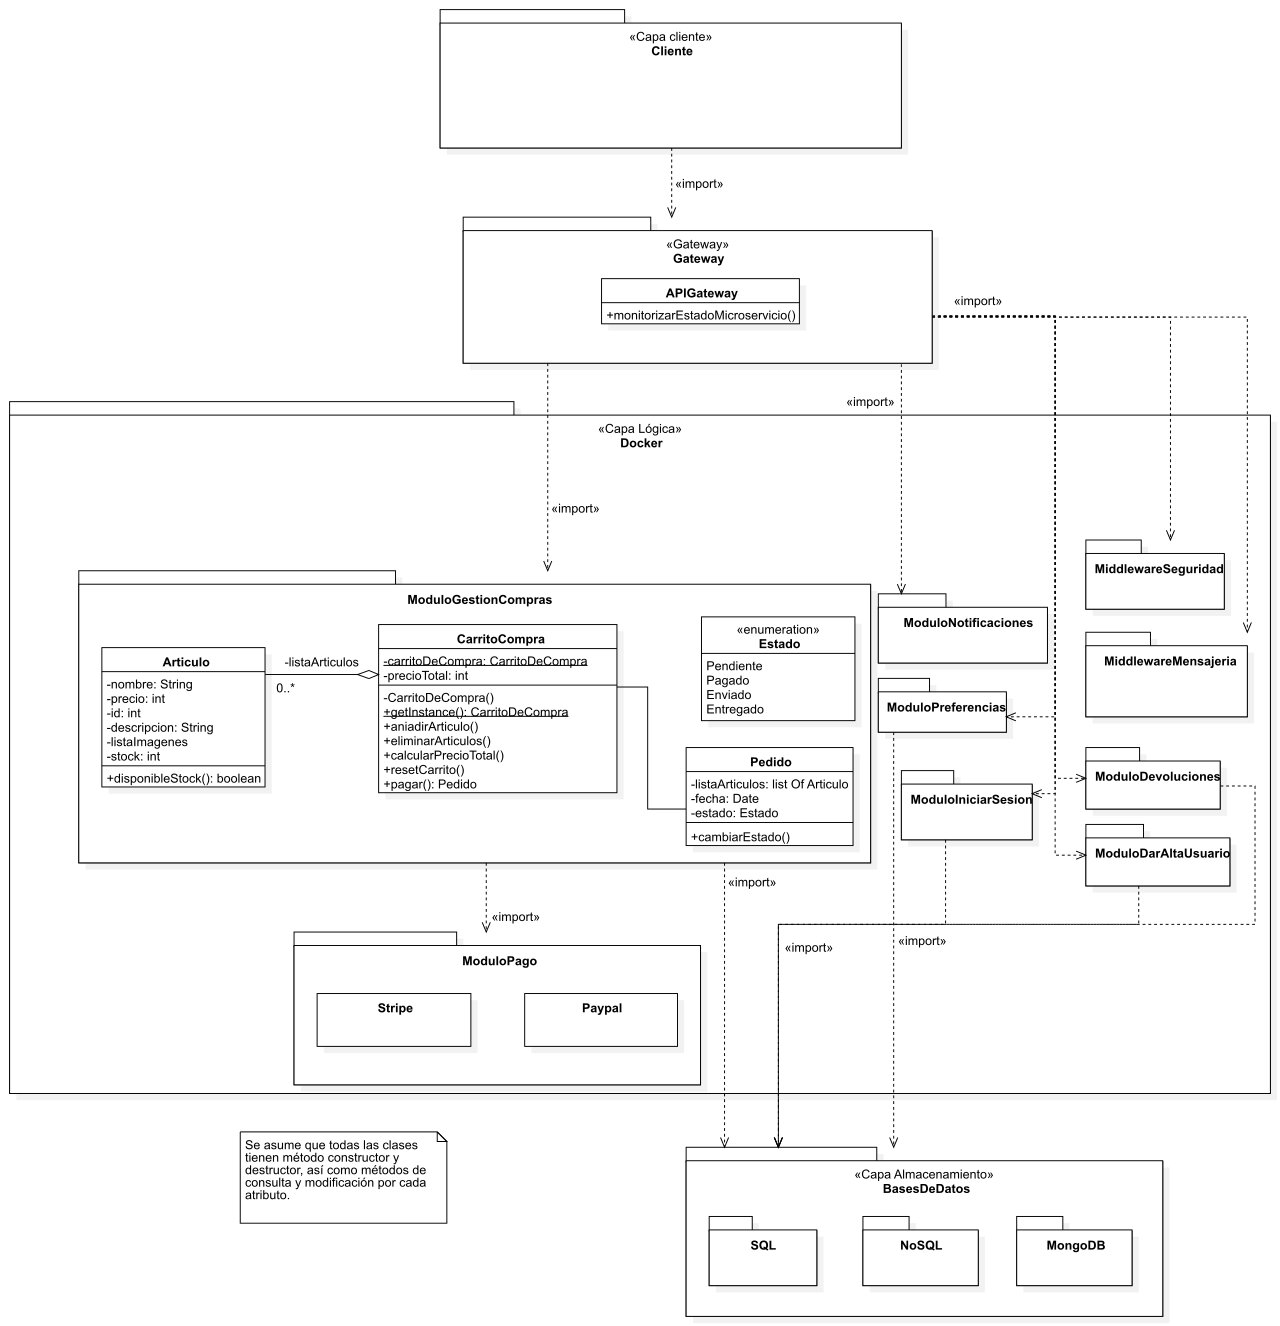 «Capa cliente»
Cliente
«import»
«Gateway»
Gateway
APIGateway
+monitorizarEstadoMicroservicio()
«import»
«import»
«Capa Lógica»
Docker
«import»
MiddlewareSeguridad
ModuloGestionCompras
ModuloNotificaciones
«enumeration»
Estado
Pendiente
Pagado
Enviado
Entregado
CarritoCompra
-carritoDeCompra: CarritoDeCompra
-precioTotal: int
-CarritoDeCompra()
+getInstance(): CarritoDeCompra
+aniadirArticulo()
+eliminarArticulos()
+calcularPrecioTotal()
+resetCarrito()
+pagar(): Pedido
-listaArticulos
0..*
Articulo
-nombre: String
-precio: int
-id: int
-descripcion: String
-listaImagenes
-stock: int
+disponibleStock(): boolean
MiddlewareMensajeria
ModuloPreferencias
Pedido
-listaArticulos: list Of Articulo
-fecha: Date
-estado: Estado
+cambiarEstado()
ModuloDevoluciones
ModuloIniciarSesion
ModuloDarAltaUsuario
«import»
«import»
«import»
«import»
ModuloPago
Stripe
Paypal
Se asume que todas las clases
tienen método constructor y
destructor, así como métodos de
consulta y modificación por cada
atributo.
«Capa Almacenamiento»
BasesDeDatos
SQL
NoSQL
MongoDB